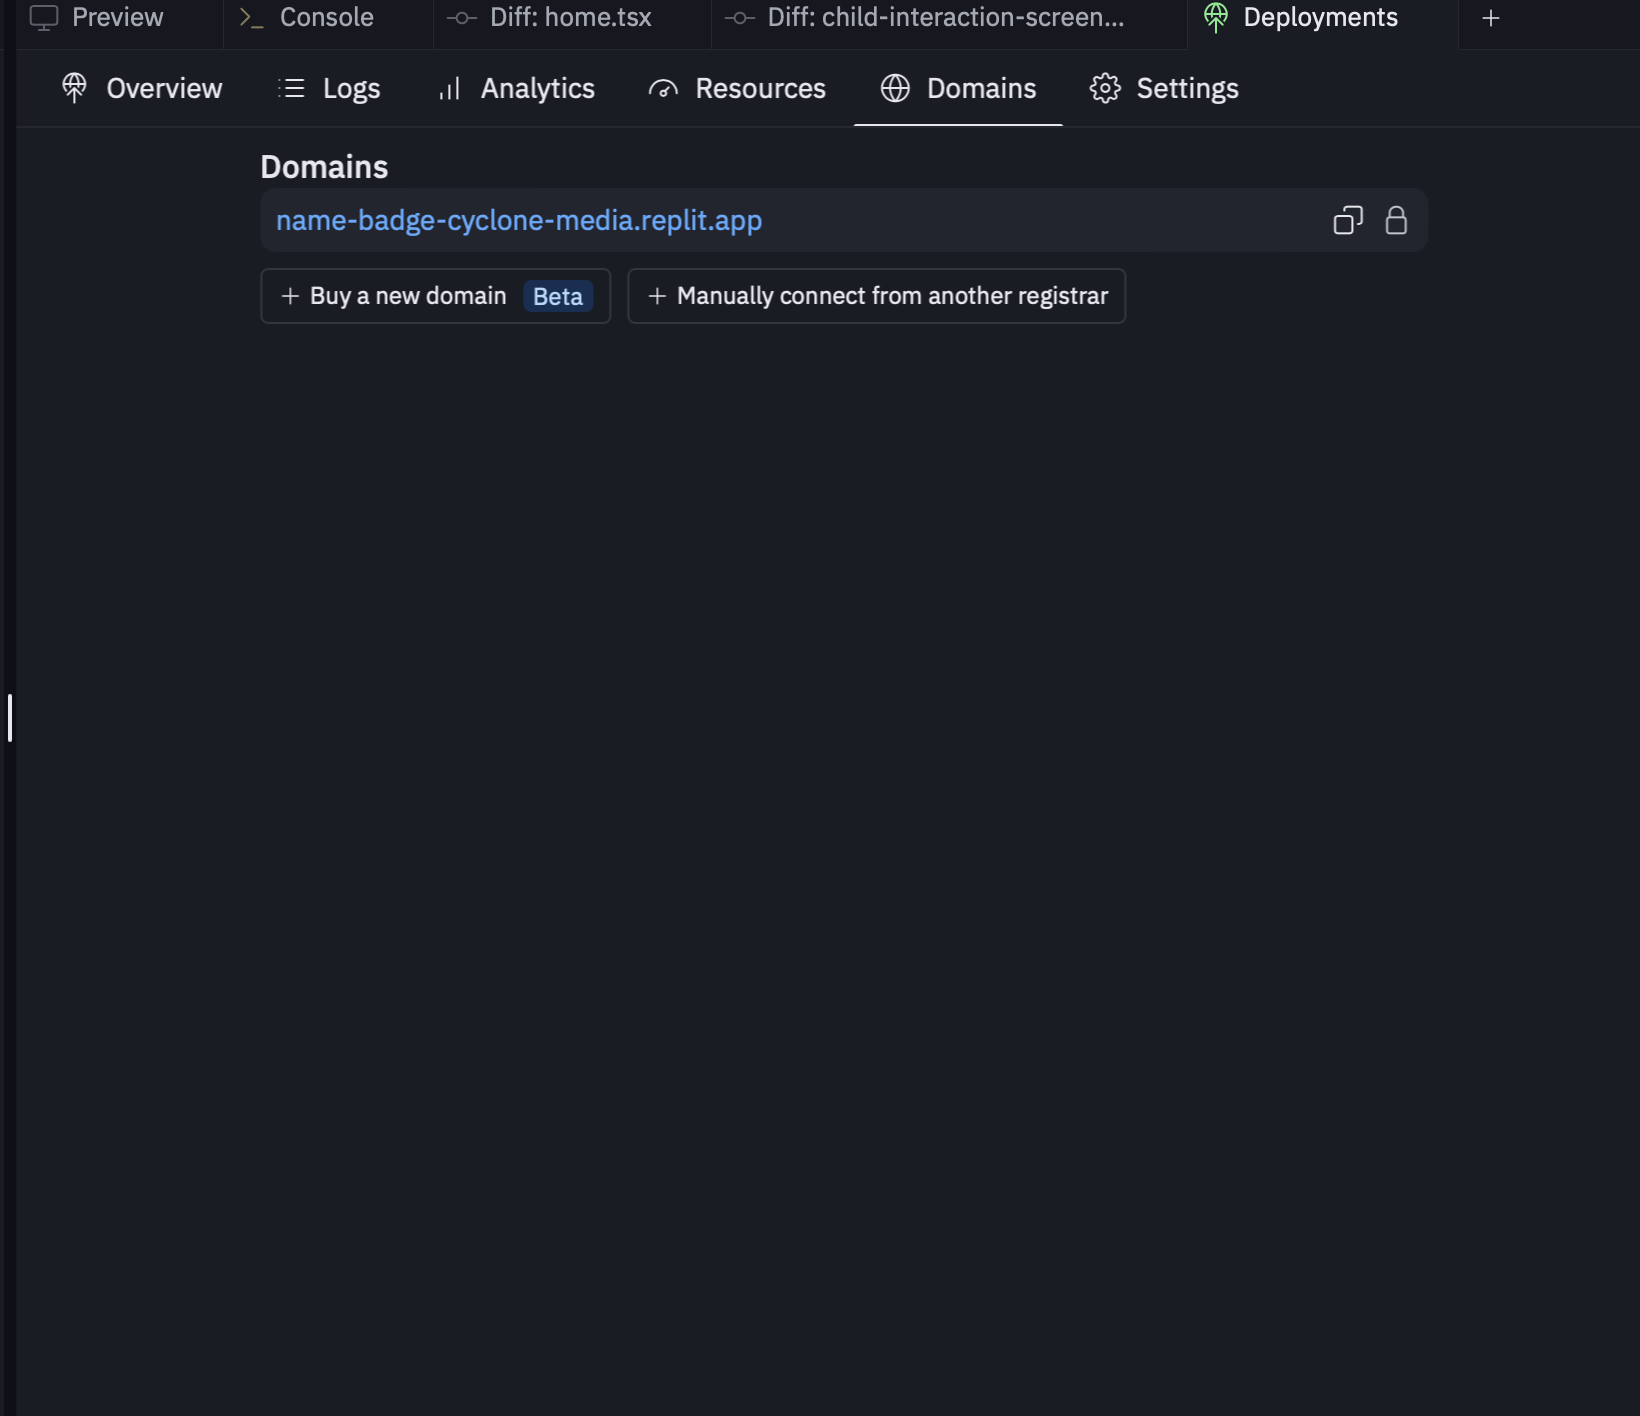 Preview
Console
Diff: home.tsx
Diff: child-interaction-screen...
Deployments
Overview
Logs
Analytics
Resources
Domains
Settings
Domains
name-badge-cyclone-media.replit.app
+ Buy a new domain Beta
+ Manually connect from another registrar